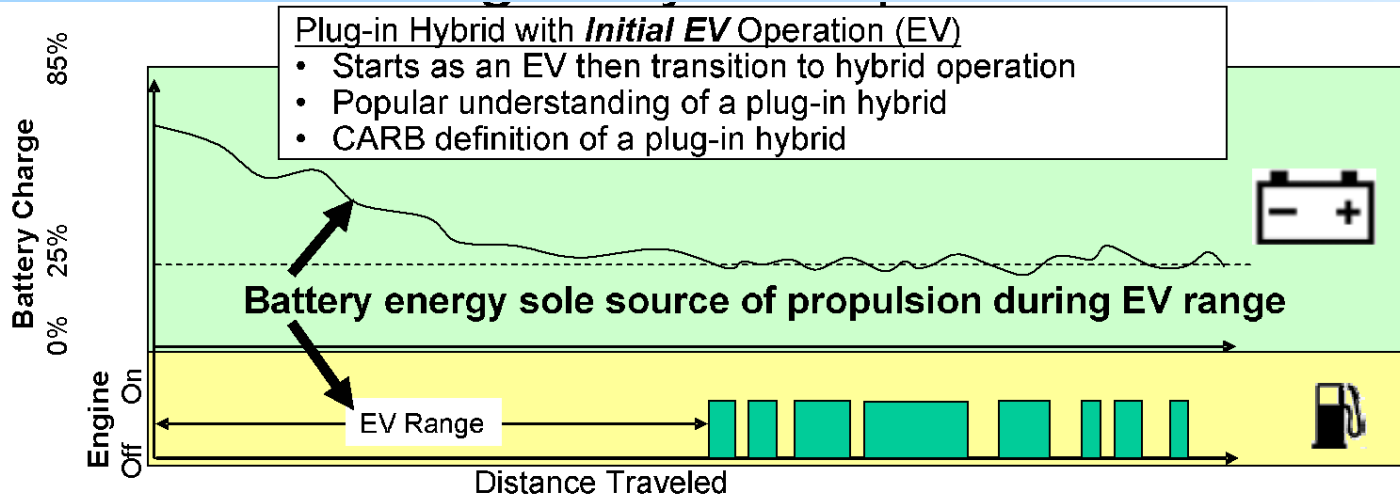 Plug-in Hybrid with Initial EV Operation (EV)
• Starts as an EV then transition to hybrid operation
• Popular understanding of a plug-in hybrid
• CARB definition of a plug-in hybrid
Battery Charge
85%
25%
0%
Battery energy sole source of propulsion during EV range
Engine
On
Off
EV Range
Distance Traveled